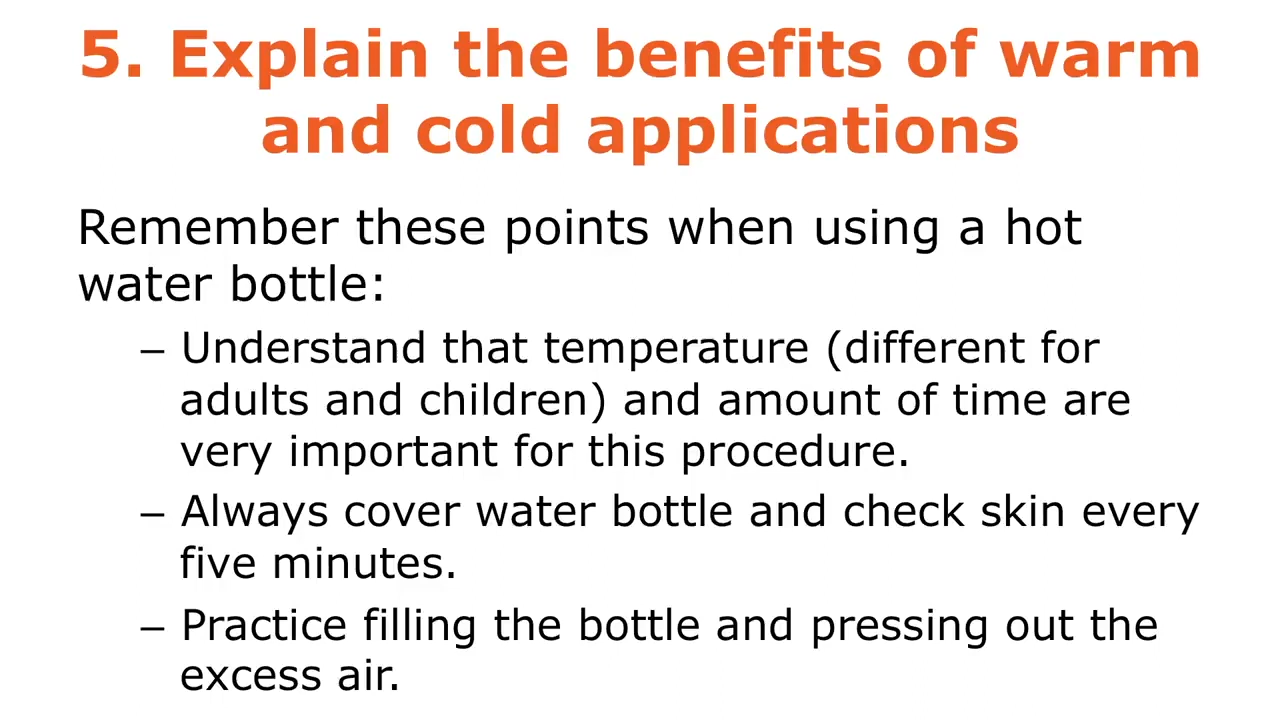 5. Explain the benefits of warm
and cold applications
Remember these points when using a hot
water bottle:
– Understand that temperature (different for
adults and children) and amount of time are
very important for this procedure.
– Always cover water bottle and check skin every
five minutes.
– Practice filling the bottle and pressing out the
excess air.